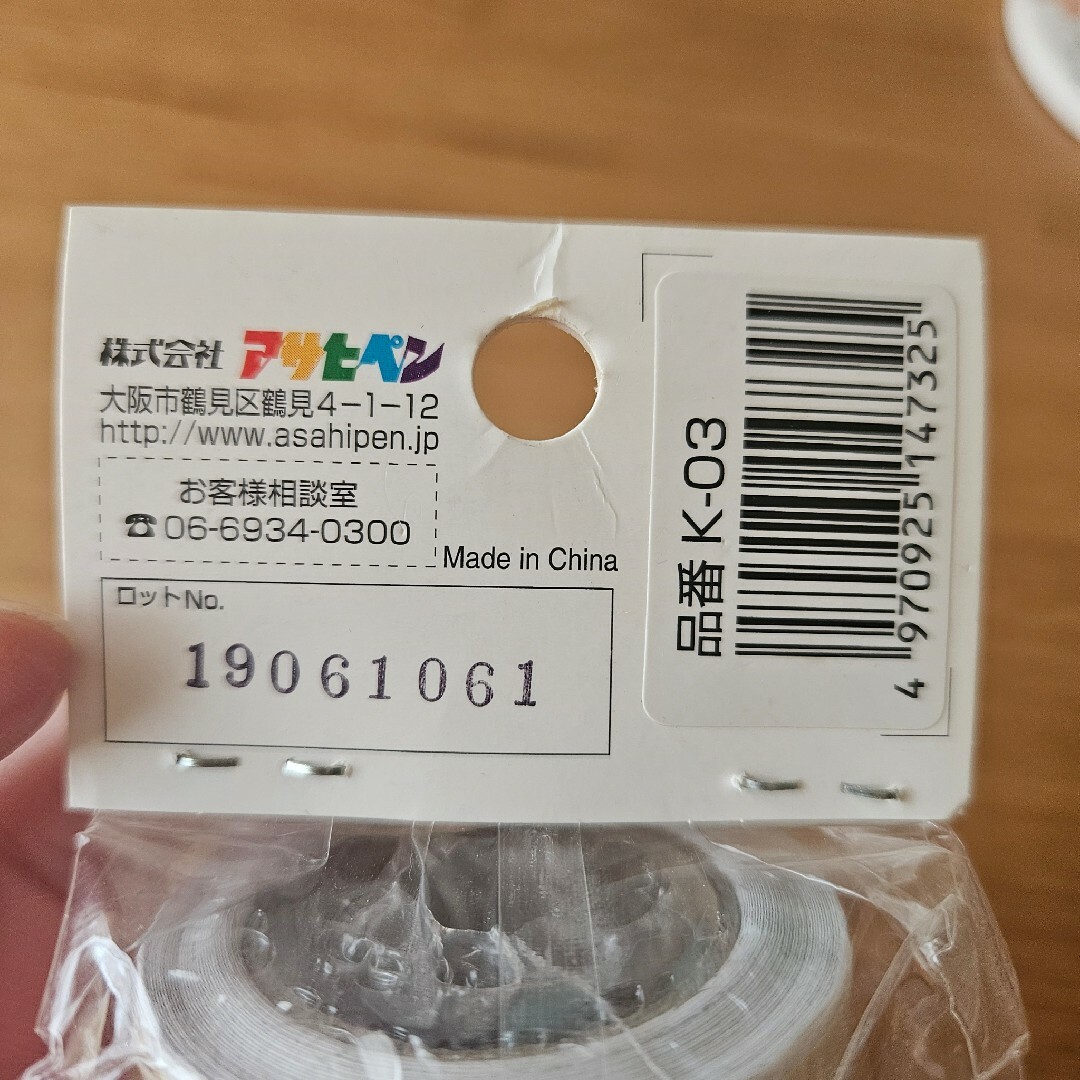 株式会社 アサヒペン
大阪市鶴見区鶴見4-1-12
http://www.asahipen.jp
お客様相談室
☎06-6934-0300
Made in China
ロットNo.
19061061
品番 K-03
4 970925 147325